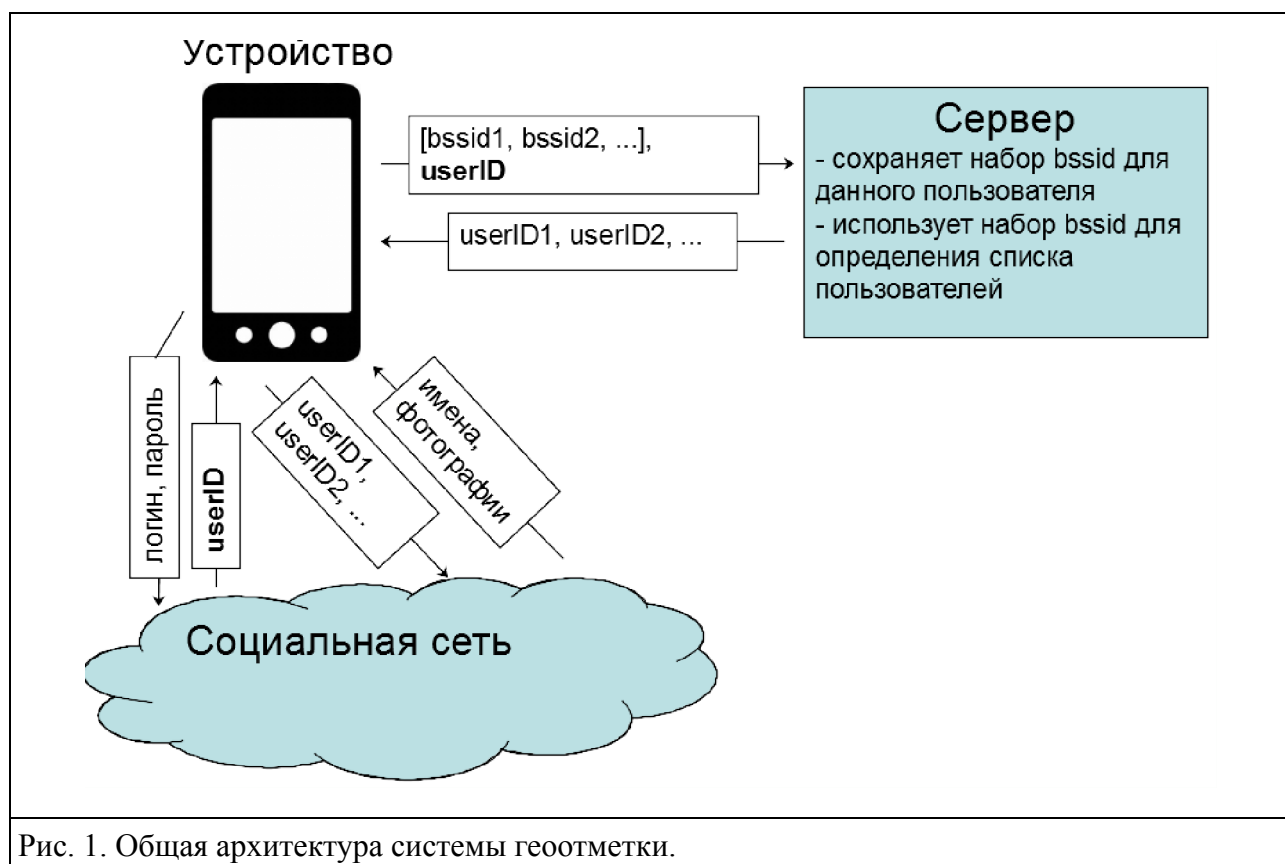 Устройство
[bssid1, bssid2, ...],
userID
userID1, userID2, ...
Сервер
- сохраняет набор bssid для
данного пользователя
- использует набор bssid для
определения списка
пользователей
логин, пароль
userID
userID1,
userID2, ...
имена,
фотографии
Социальная сеть
Рис. 1. Общая архитектура системы геоотметки.